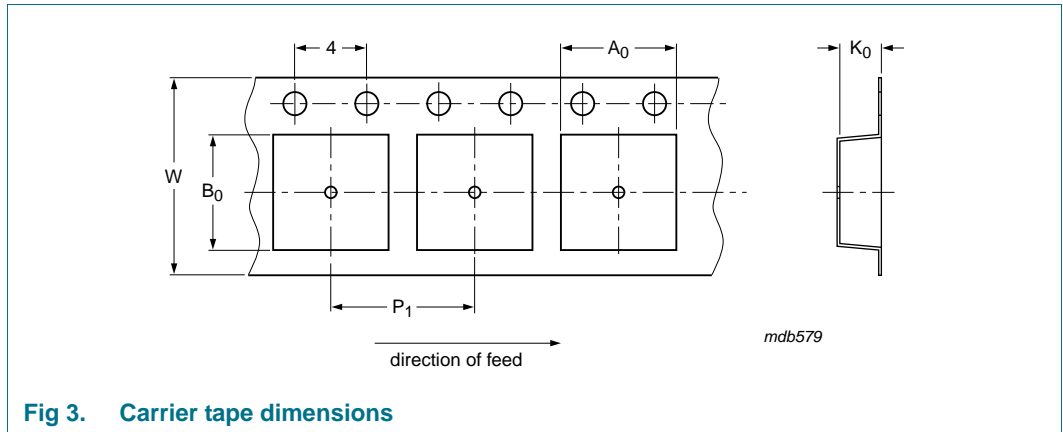 4
A0
K0
W
B0
P1
direction of feed
mdb579
Fig 3. Carrier tape dimensions